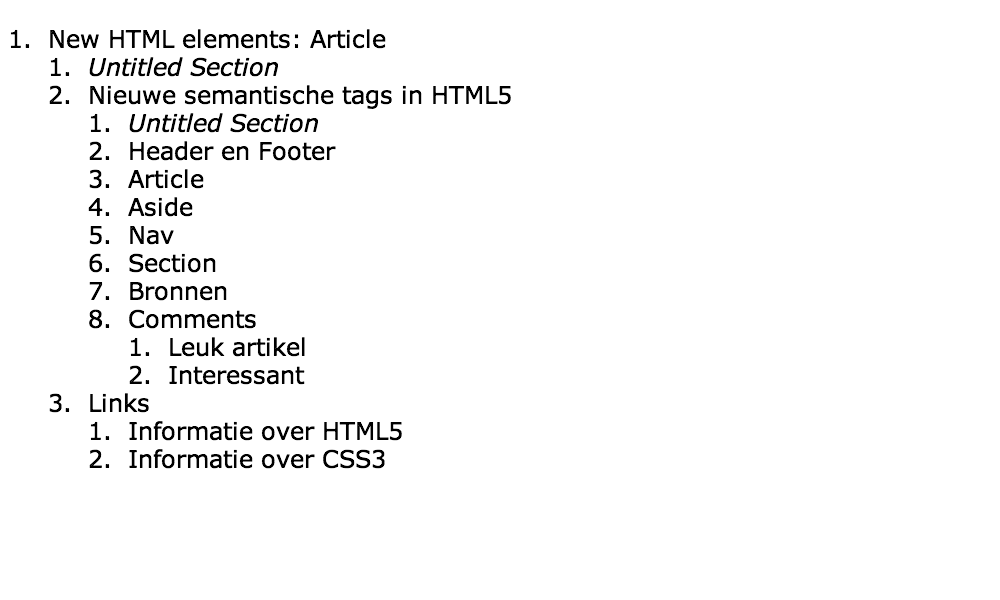 1. New HTML elements: Article
1. Untitled Section
2. Nieuwe semantische tags in HTML5
1. Untitled Section
2. Header en Footer
3. Article
4. Aside
5. Nav
6. Section
7. Bronnen
8. Comments
1. Leuk artikel
2. Interessant
3. Links
1. Informatie over HTML5
2. Informatie over CSS3